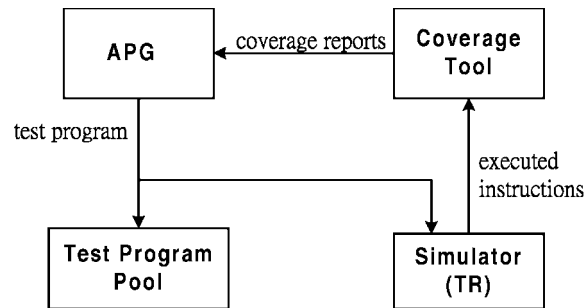 APG
coverage reports
Coverage
Tool
test program
executed
instructions
Test Program
Pool
Simulator
(TR)